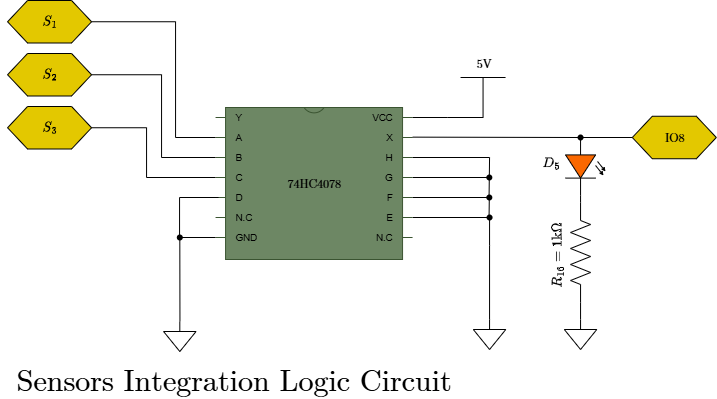 S₁
S₂
S₃
5V
Y
A
B
C
D
N.C
GND
74HC4078
VCC
X
H
G
F
E
N.C
IO8
D₅
R₁₆ = 1kΩ
Sensors Integration Logic Circuit